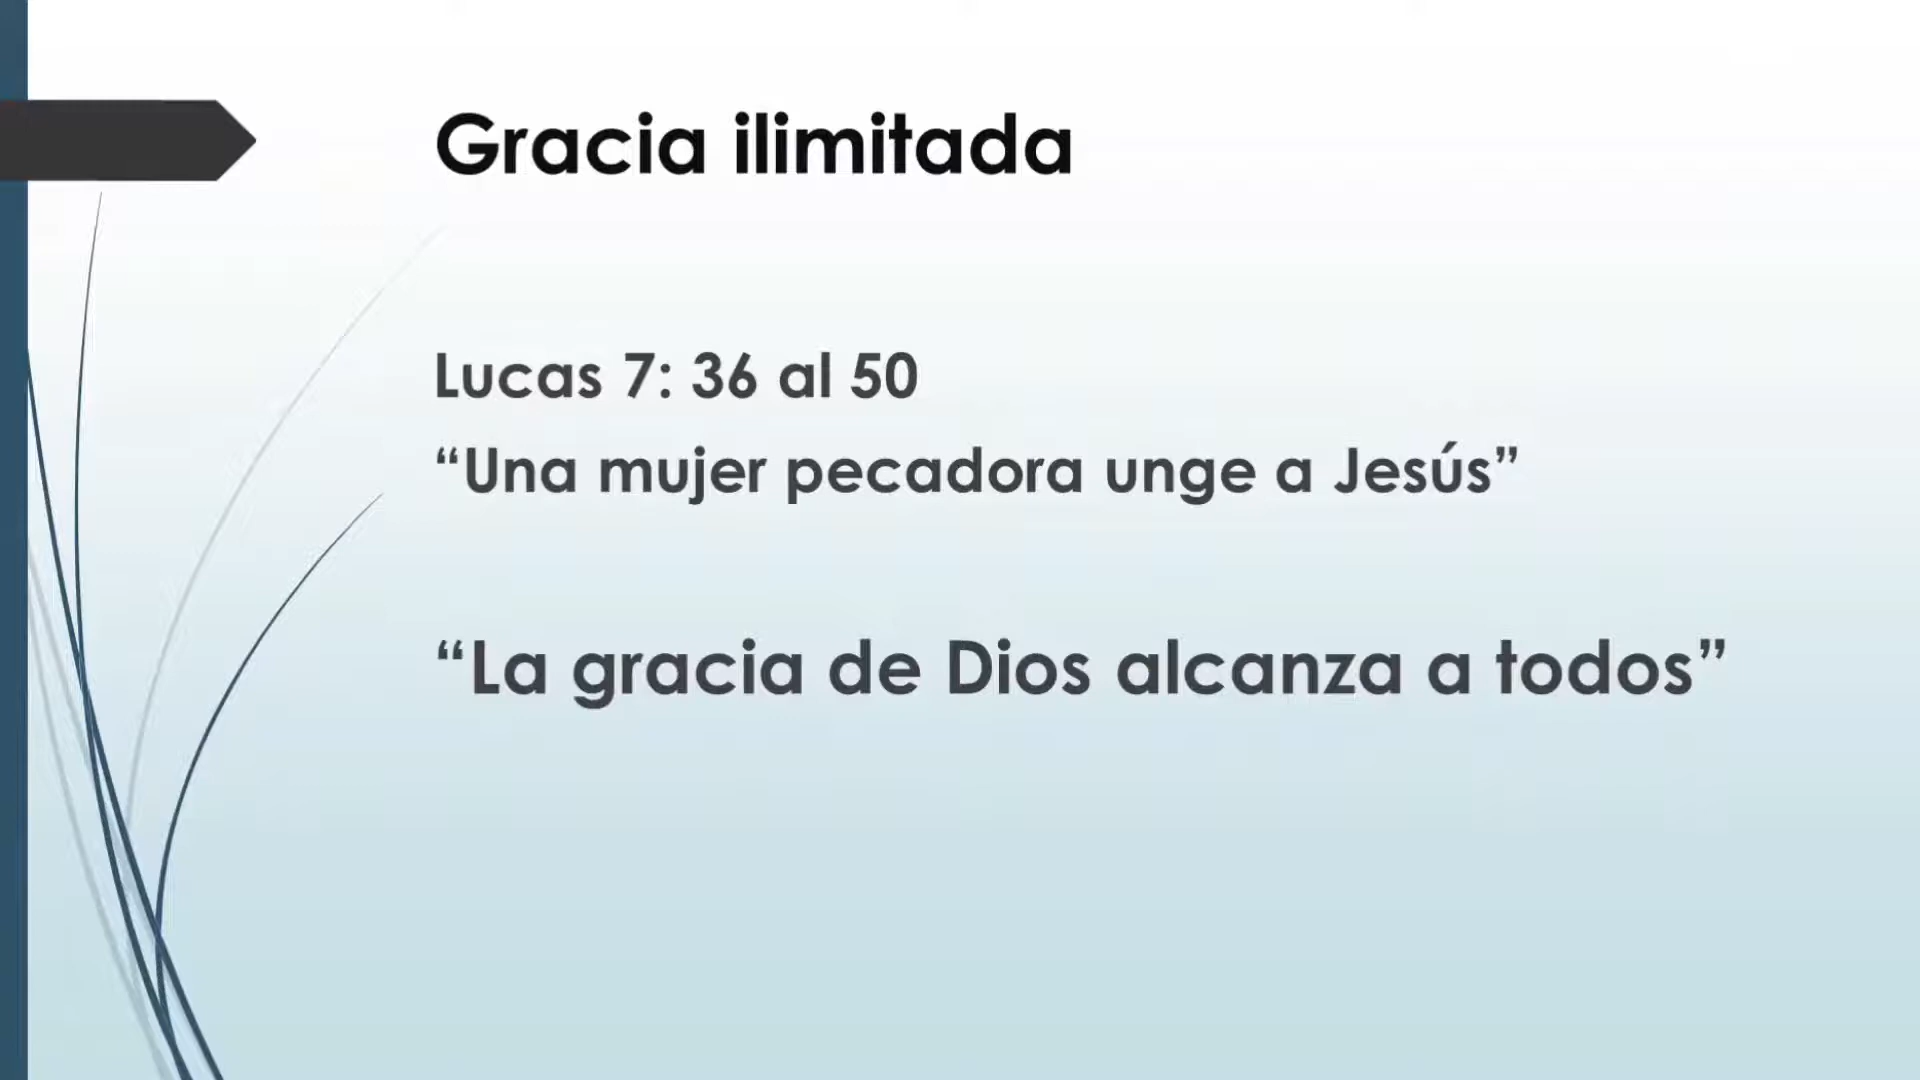 Gracia ilimitada
Lucas 7: 36 al 50
“Una mujer pecadora unge a Jesús”
“La gracia de Dios alcanza a todos”